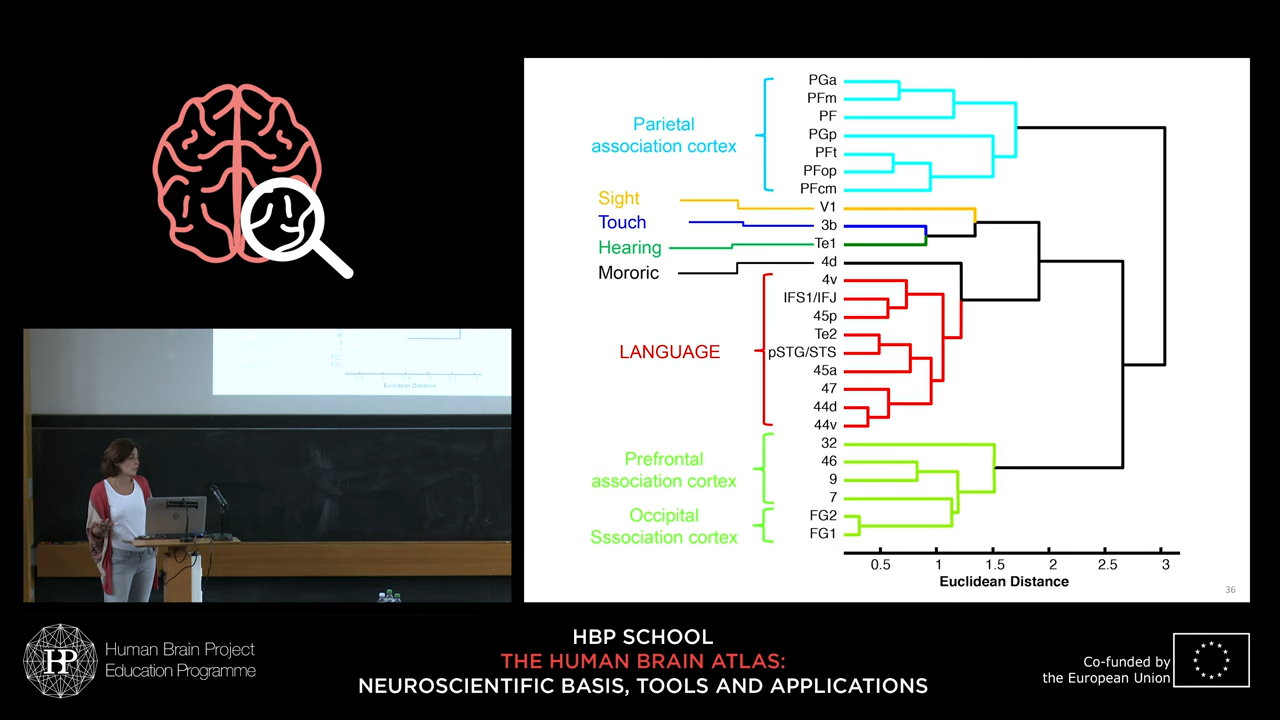 Parietal
association cortex
Sight
Touch
Hearing
Mororic
LANGUAGE
Prefrontal
association cortex
Occipital
Sssociation cortex
PGa
PFm
PF
PGp
PFt
PFop
PFcm
V1
3b
Te1
4d
4v
IFS1/IFJ
45p
Te2
pSTG/STS
45a
47
44d
44v
32
46
9
7
FG2
FG1
0.5 1 1.5 2 2.5 3
Euclidean Distance
36
Euclidean Distance
HBP
Human Brain Project
Education Programme
HBP SCHOOL
THE HUMAN BRAIN ATLAS:
NEUROSCIENTIFIC BASIS, TOOLS AND APPLICATIONS
Co-funded by
the European Union